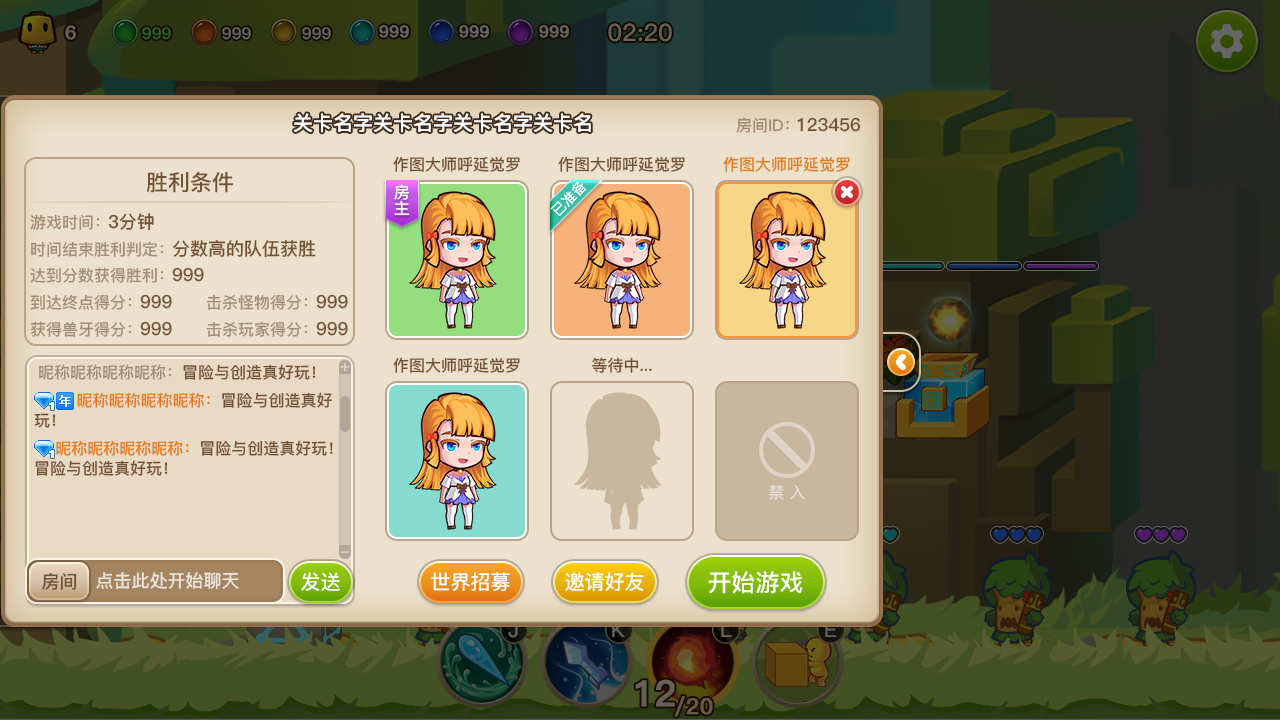 6 999 999 999 999 999 999 02:20
关卡名字关卡名字关卡名字关卡名
房间ID：123456
胜利条件
游戏时间：3分钟
时间结束胜利判定：分数高的队伍获胜
达到分数获得胜利：999
到达终点得分：999 击杀怪物得分：999
获得兽牙得分：999 击杀玩家得分：999
昵称昵称昵称昵称：冒险与创造真好玩！
年昵称昵称昵称昵称：冒险与创造真好
玩！
昵称昵称昵称昵称：冒险与创造真好玩！
冒险与创造真好玩！
房间 点击此处开始聊天 发送
作图大师呼延觉罗 作图大师呼延觉罗 作图大师呼延觉罗
房主 已准备
作图大师呼延觉罗 等待中...
禁入
世界招募 邀请好友 开始游戏
J K L E
12/20